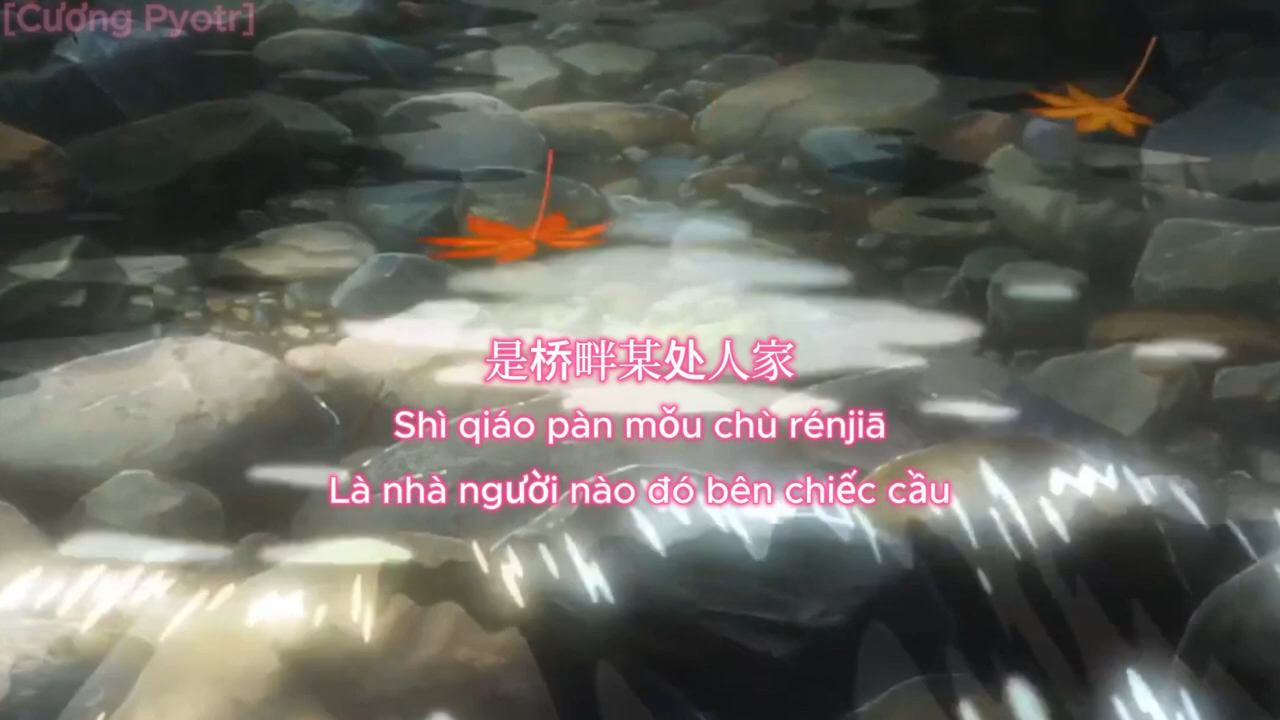 [Cương Pyotr]
是桥畔某处人家
Shì qiáo pàn mǒu chù rénjiā
Là nhà người nào đó bên chiếc cầu